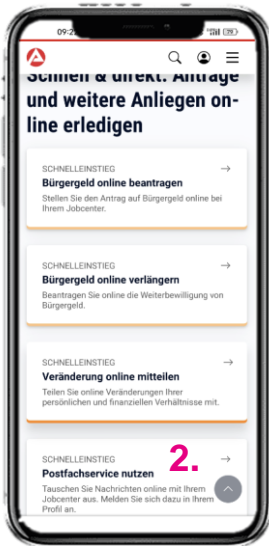 09:2
Schnell & direkt: Anträge
und weitere Anliegen on-
line erledigen
SCHNELLEINSTIEG
Bürgergeld online beantragen
Stellen Sie den Antrag auf Bürgergeld online bei
Ihrem Jobcenter.
SCHNELLEINSTIEG
Bürgergeld online verlängern
Beantragen Sie online die Weiterbewilligung von
Bürgergeld.
SCHNELLEINSTIEG
Veränderung online mitteilen
Teilen Sie online Veränderungen Ihrer
persönlichen und finanziellen Verhältnisse mit.
SCHNELLEINSTIEG
2.
Postfachservice nutzen
Tauschen Sie Nachrichten online mit Ihrem
Jobcenter aus. Melden Sie sich dazu in Ihrem
Profil an.